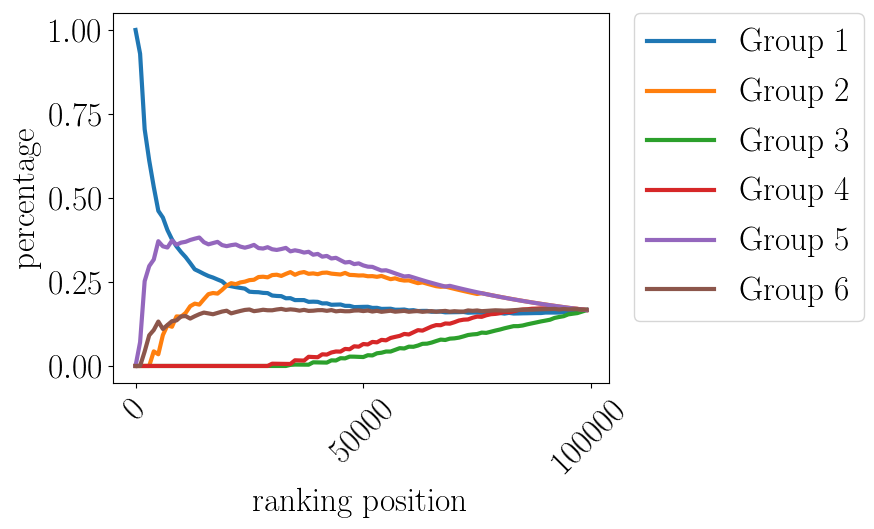 1.00
0.75
0.50
0.25
0.00
percentage
0
50000
100000
ranking position
Group 1
Group 2
Group 3
Group 4
Group 5
Group 6